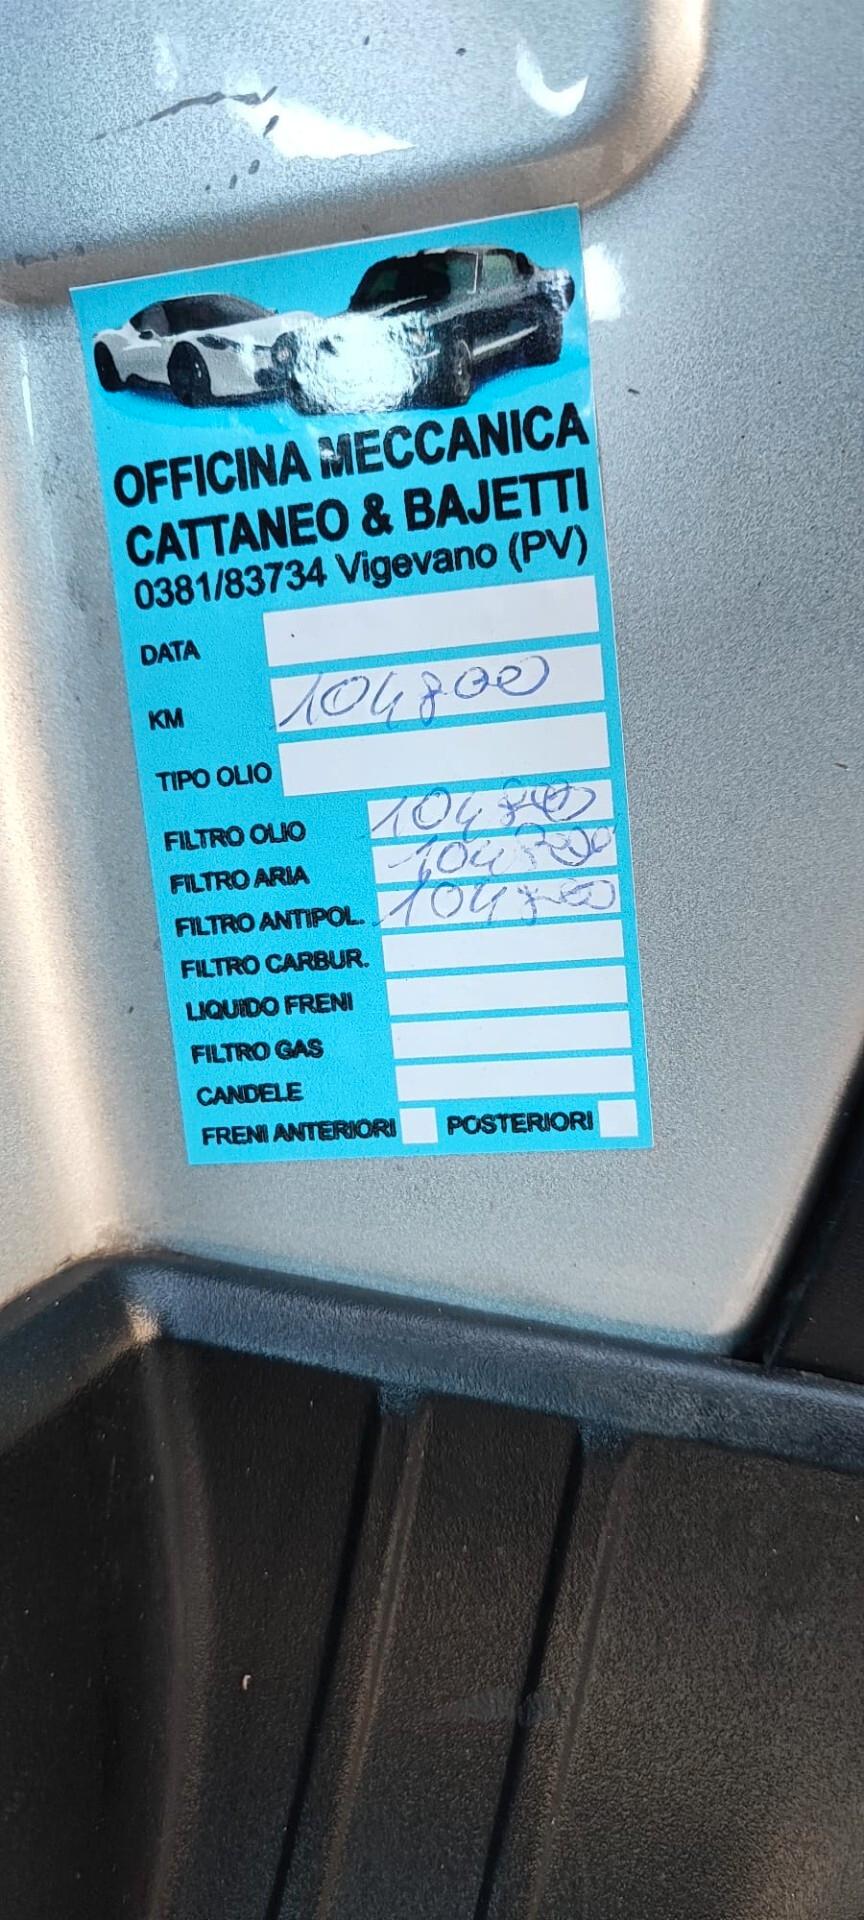 OFFICINA MECCANICA
CATTANEO & BAJETTI
0381/83734 Vigevano (PV)
DATA
KM 104800
TIPO OLIO
FILTRO OLIO 104800
FILTRO ARIA 104800
FILTRO ANTIPOL. 104800
FILTRO CARBUR.
LIQUIDO FRENI
FILTRO GAS
CANDELE
FRENI ANTERIORI POSTERIORI